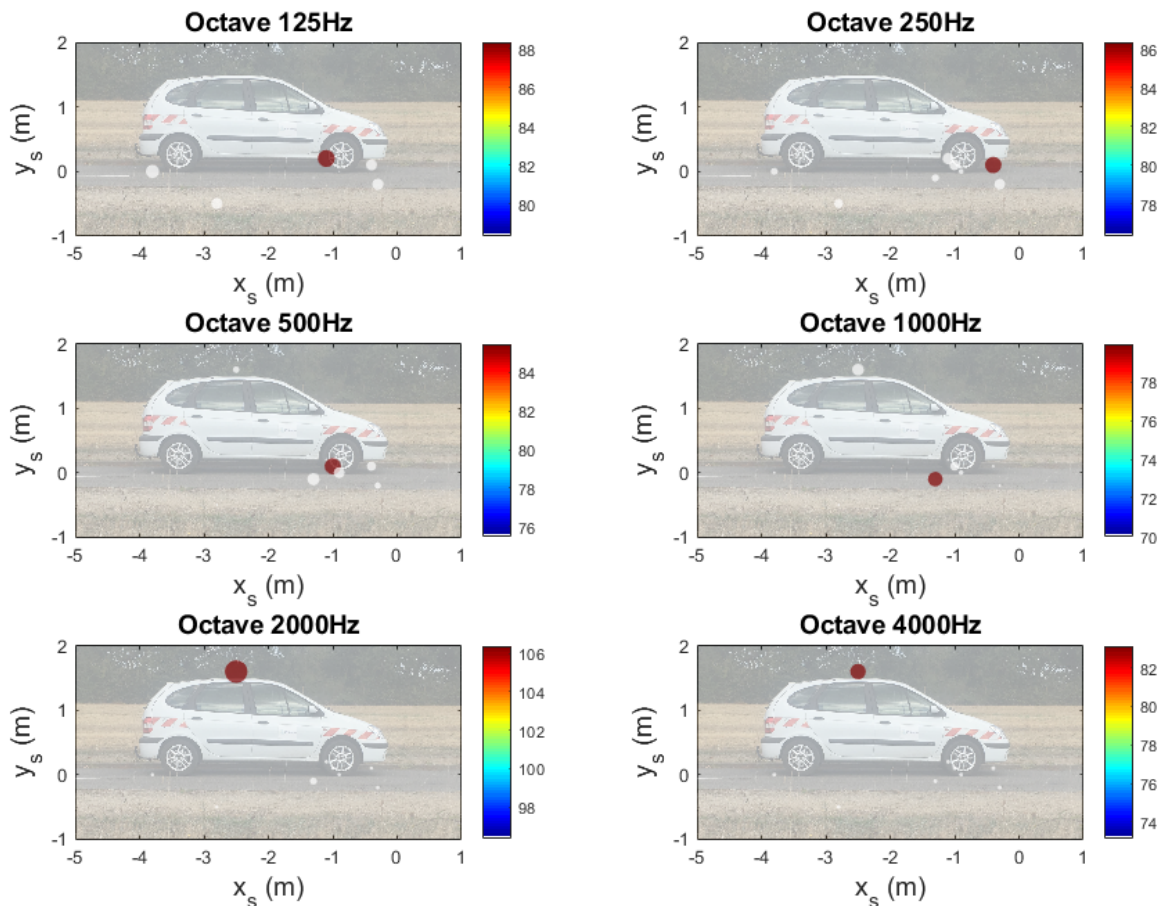 Octave 125Hz
2
1
0
-1
y_s (m)
-5 -4 -3 -2 -1 0 1
x_s (m)
88
86
84
82
80
Octave 250Hz
2
1
0
-1
y_s (m)
-5 -4 -3 -2 -1 0 1
x_s (m)
86
84
82
80
78
Octave 500Hz
2
1
0
-1
y_s (m)
-5 -4 -3 -2 -1 0 1
x_s (m)
84
82
80
78
76
Octave 1000Hz
2
1
0
-1
y_s (m)
-5 -4 -3 -2 -1 0 1
x_s (m)
78
76
74
72
70
Octave 2000Hz
2
1
0
-1
y_s (m)
-5 -4 -3 -2 -1 0 1
x_s (m)
106
104
102
100
98
Octave 4000Hz
2
1
0
-1
y_s (m)
-5 -4 -3 -2 -1 0 1
x_s (m)
82
80
78
76
74